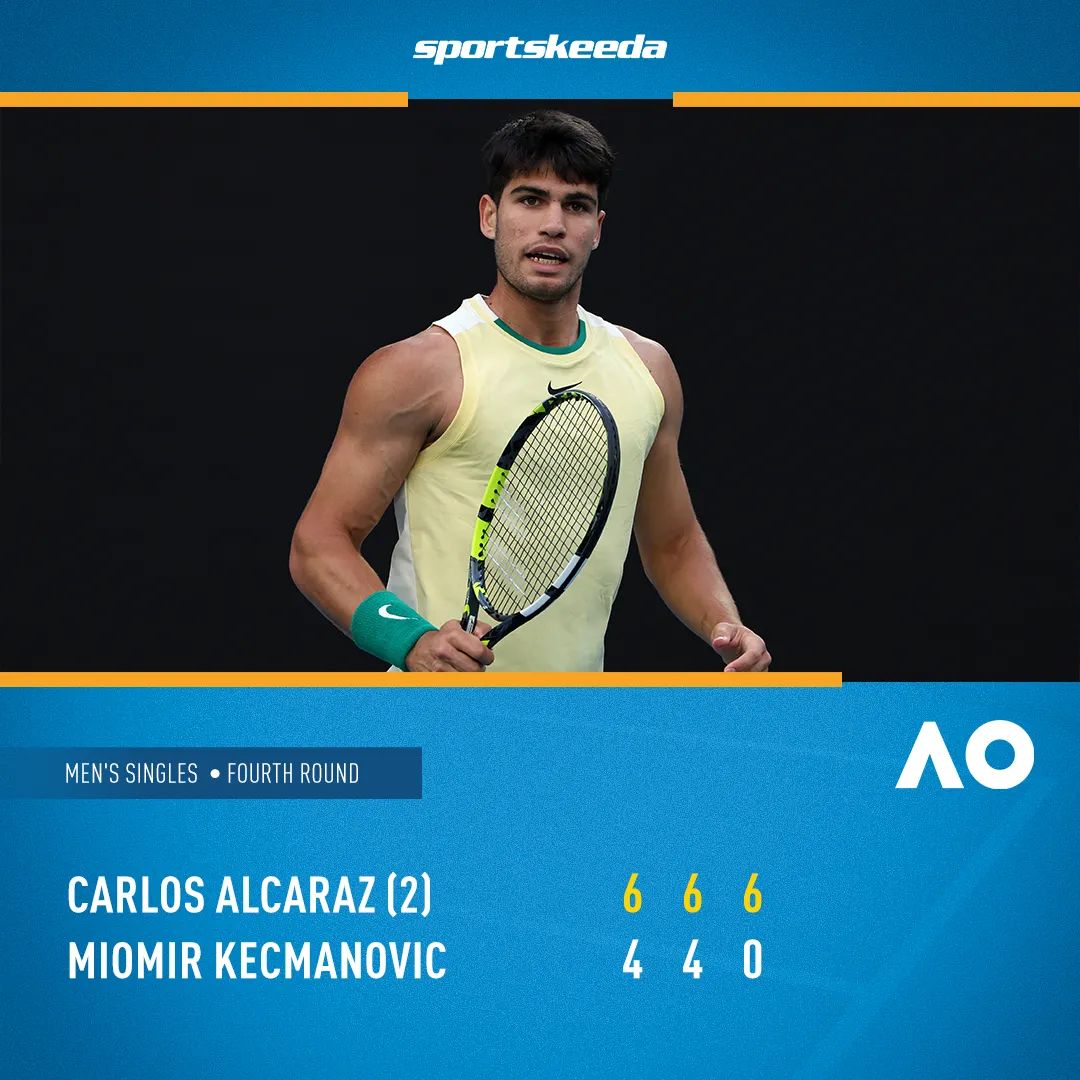 sportskeeda
AO
MEN'S SINGLES • FOURTH ROUND
CARLOS ALCARAZ (2) 6 6 6
MIOMIR KECMANOVIC 4 4 0